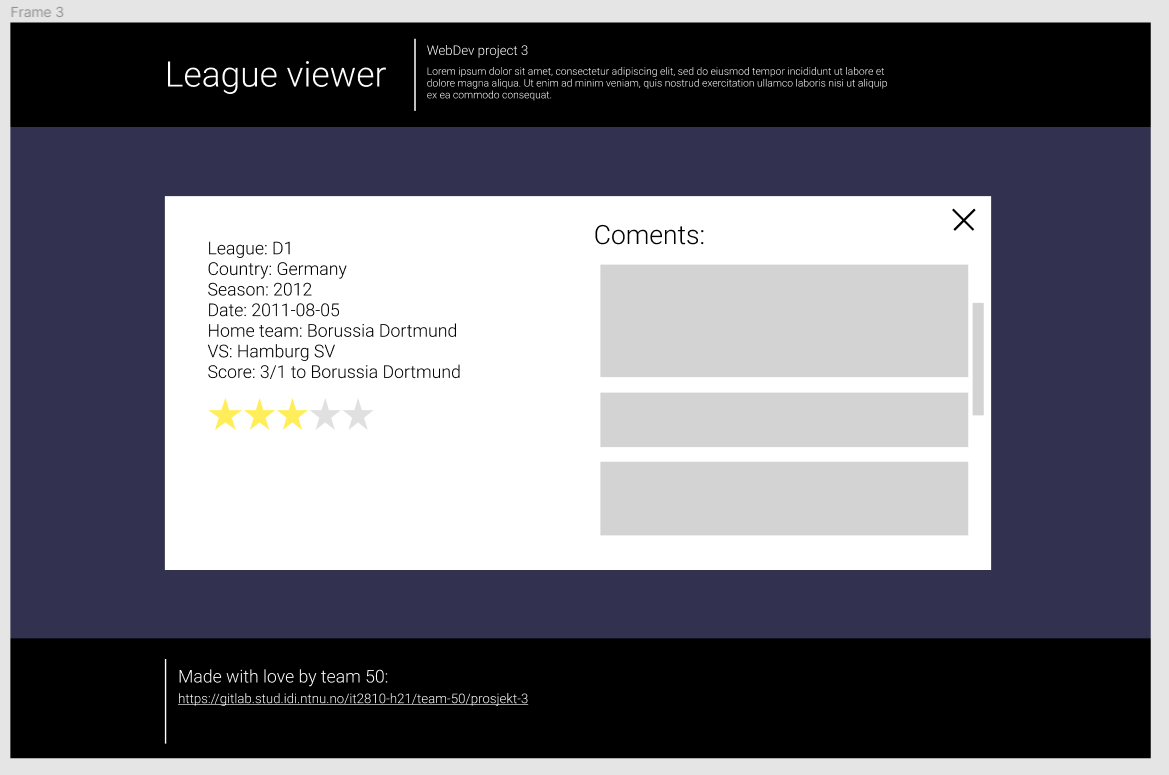 Frame 3
League viewer
WebDev project 3
Lorem ipsum dolor sit amet, consectetur adipiscing elit, sed do eiusmod tempor incididunt ut labore et
dolore magna aliqua. Ut enim ad minim veniam, quis nostrud exercitation ullamco laboris nisi ut aliquip
ex ea commodo consequat.
League: D1
Country: Germany
Season: 2012
Date: 2011-08-05
Home team: Borussia Dortmund
VS: Hamburg SV
Score: 3/1 to Borussia Dortmund
Coments:
Made with love by team 50:
https://gitlab.stud.idi.ntnu.no/it2810-h21/team-50/prosjekt-3